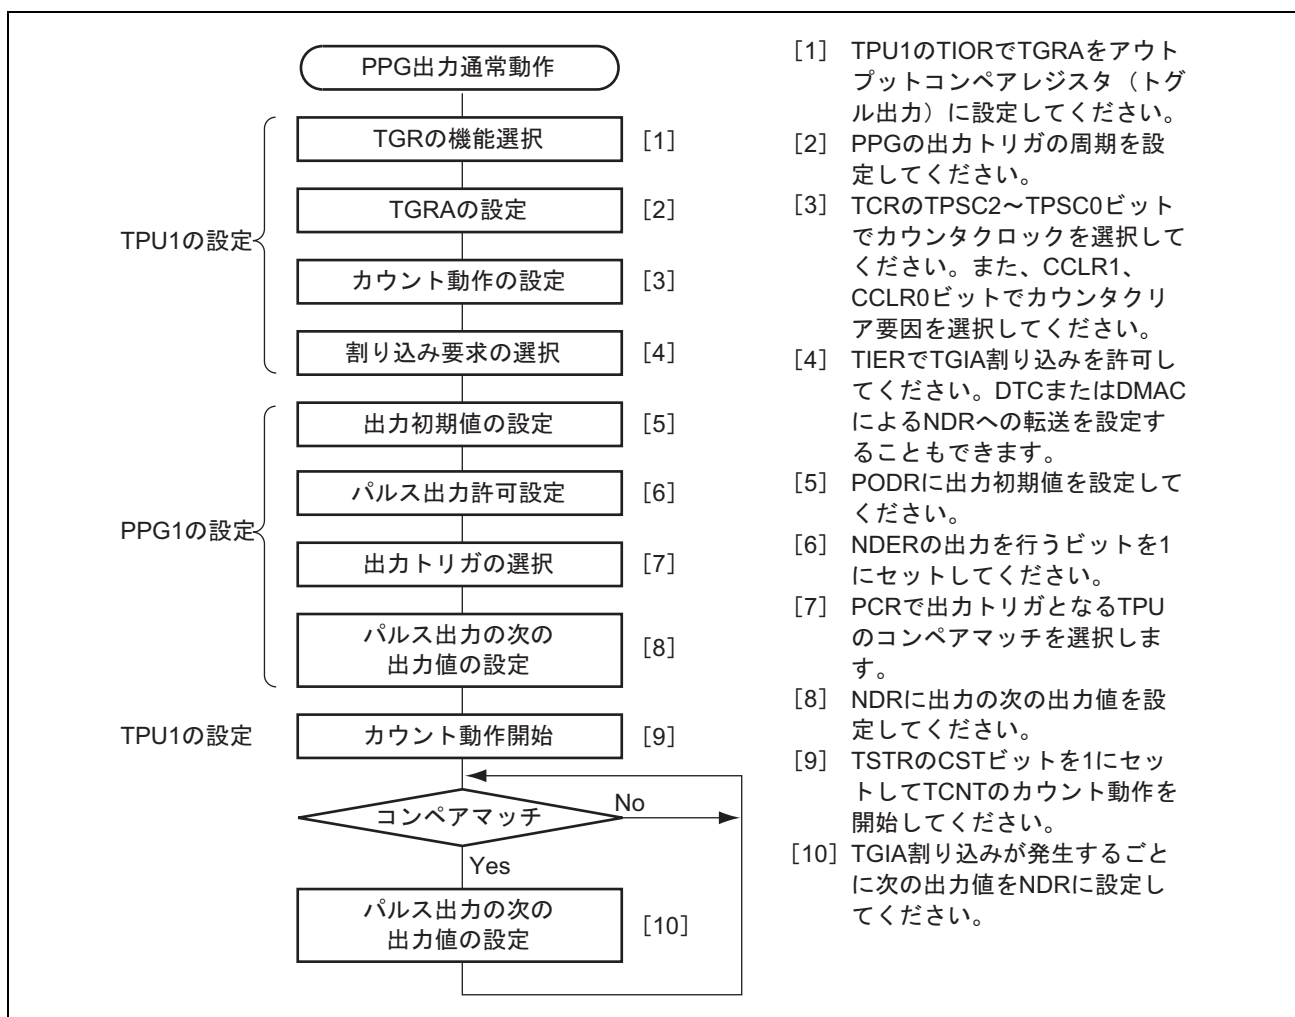 PPG出力通常動作
TPU1の設定
TGRの機能選択
[1]
TGRAの設定
[2]
カウント動作の設定
[3]
割り込み要求の選択
[4]
PPG1の設定
出力初期値の設定
[5]
パルス出力許可設定
[6]
出力トリガの選択
[7]
パルス出力の次の
出力値の設定
[8]
TPU1の設定
カウント動作開始
[9]
コンペアマッチ
No
Yes
パルス出力の次の
出力値の設定
[10]
[1] TPU1のTIORでTGRAをアウト
プットコンペアレジスタ（トグ
ル出力）に設定してください。
[2] PPGの出力トリガの周期を設
定してください。
[3] TCRのTPSC2～TPSC0ビット
でカウンタクロックを選択して
ください。また、CCLR1、
CCLR0ビットでカウンタクリ
ア要因を選択してください。
[4] TIERでTGIA割り込みを許可し
てください。DTCまたはDMAC
によるNDRへの転送を設定す
ることもできます。
[5] PODRに出力初期値を設定して
ください。
[6] NDERの出力を行うビットを1
にセットしてください。
[7] PCRで出力トリガとなるTPU
のコンペアマッチを選択しま
す。
[8] NDRに出力の次の出力値を設
定してください。
[9] TSTRのCSTビットを1にセッ
トしてTCNTのカウント動作を
開始してください。
[10] TGIA割り込みが発生するごと
に次の出力値をNDRに設定し
てください。